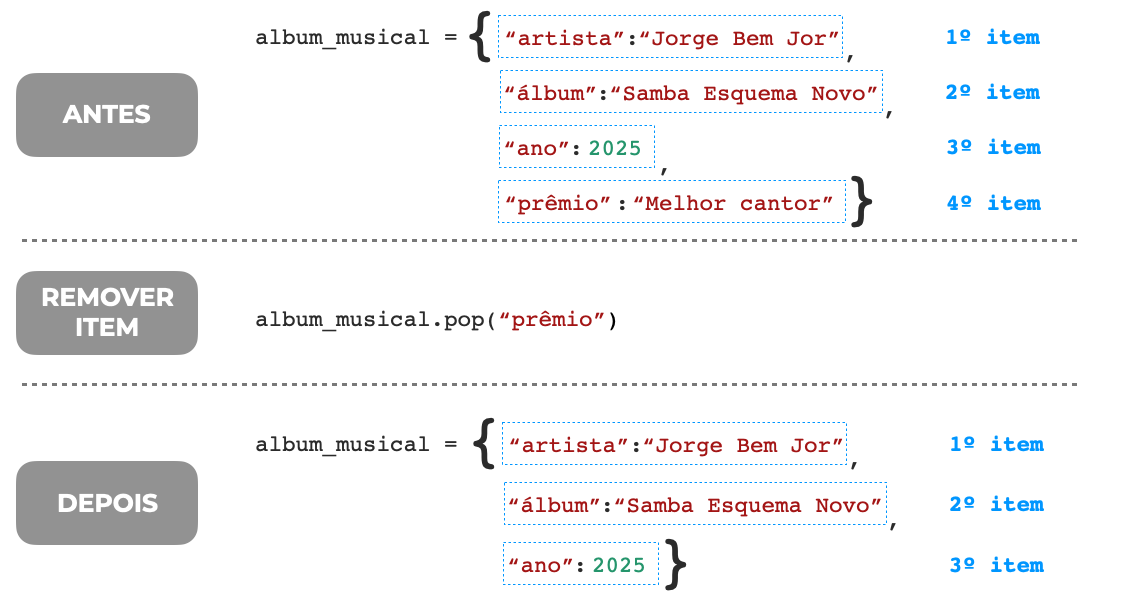 album_musical = { “artista”:“Jorge Bem Jor”, 1º item
ANTES
“álbum”:“Samba Esquema Novo”, 2º item
“ano”: 2025, 3º item
“prêmio”:“Melhor cantor” } 4º item
REMOVER
ITEM
album_musical.pop(“prêmio”)
album_musical = { “artista”:“Jorge Bem Jor”, 1º item
DEPOIS
“álbum”:“Samba Esquema Novo”, 2º item
“ano”: 2025 } 3º item